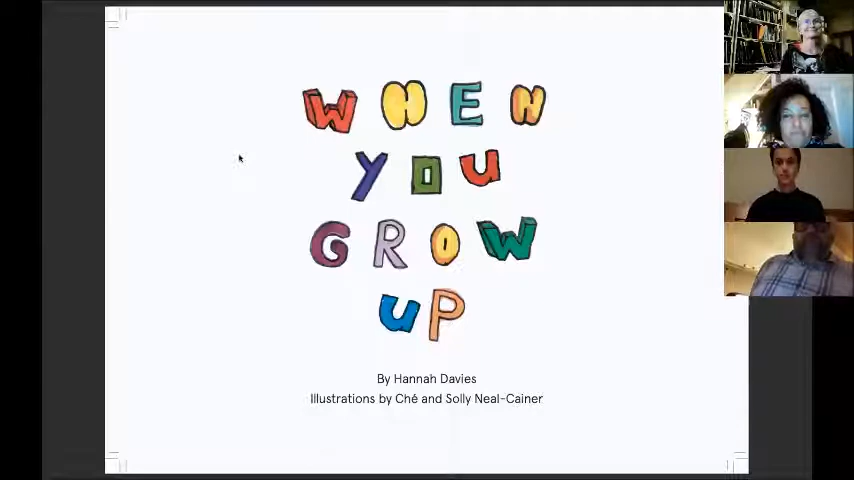 WHEN
YOU
GROW
UP
By Hannah Davies
Illustrations by Ché and Solly Neal-Cainer